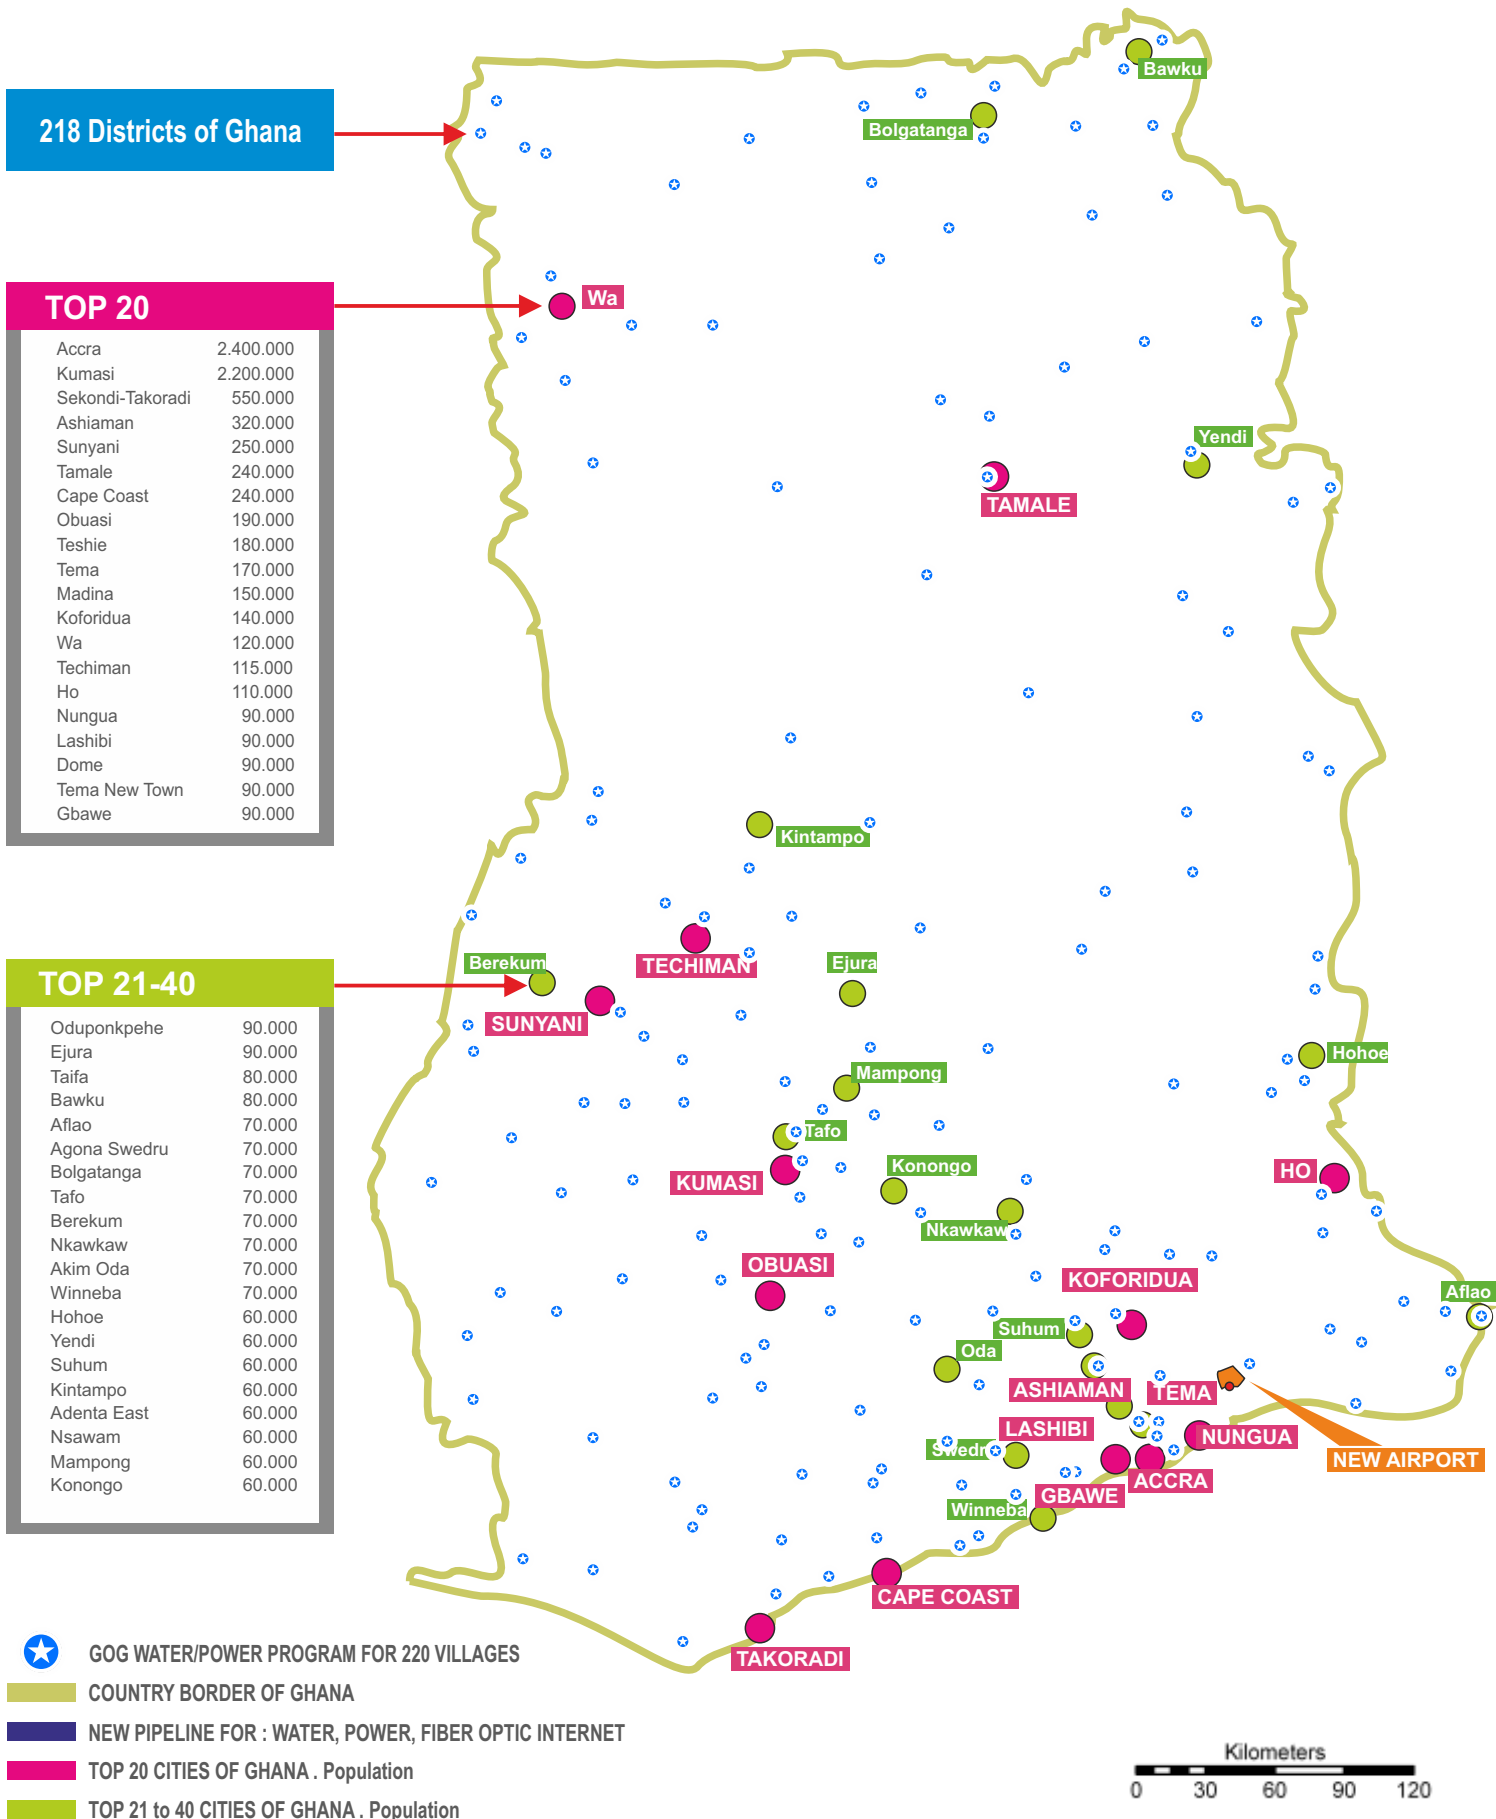 218 Districts of Ghana
TOP 20
Accra 2.400.000
Kumasi 2.200.000
Sekondi-Takoradi 550.000
Ashiaman 320.000
Sunyani 250.000
Tamale 240.000
Cape Coast 240.000
Obuasi 190.000
Teshie 180.000
Tema 170.000
Madina 150.000
Koforidua 140.000
Wa 120.000
Techiman 115.000
Ho 110.000
Nungua 90.000
Lashibi 90.000
Dome 90.000
Tema New Town 90.000
Gbawe 90.000
TOP 21-40
Oduponkpehe 90.000
Ejura 90.000
Taifa 80.000
Bawku 80.000
Aflao 70.000
Agona Swedru 70.000
Bolgatanga 70.000
Tafo 70.000
Berekum 70.000
Nkawkaw 70.000
Akim Oda 70.000
Winneba 70.000
Hohoe 60.000
Yendi 60.000
Suhum 60.000
Kintampo 60.000
Adenta East 60.000
Nsawam 60.000
Mampong 60.000
Konongo 60.000
Bawku
Bolgatanga
Wa
Yendi
TAMALE
Kintampo
TECHIMAN
Berekum
Ejura
SUNYANI
Hohoe
Mampong
Tafo
Konongo
KUMASI
HO
Nkawkaw
OBUASI
KOFORIDUA
Aflao
Suhum
Oda
ASHIAMAN
TEMA
LASHIBI
NUNGUA
Swedr
NEW AIRPORT
ACCRA
GBAWE
Winneba
CAPE COAST
TAKORADI
GOG WATER/POWER PROGRAM FOR 220 VILLAGES
COUNTRY BORDER OF GHANA
NEW PIPELINE FOR : WATER, POWER, FIBER OPTIC INTERNET
TOP 20 CITIES OF GHANA . Population
TOP 21 to 40 CITIES OF GHANA . Population
Kilometers
0 30 60 90 120